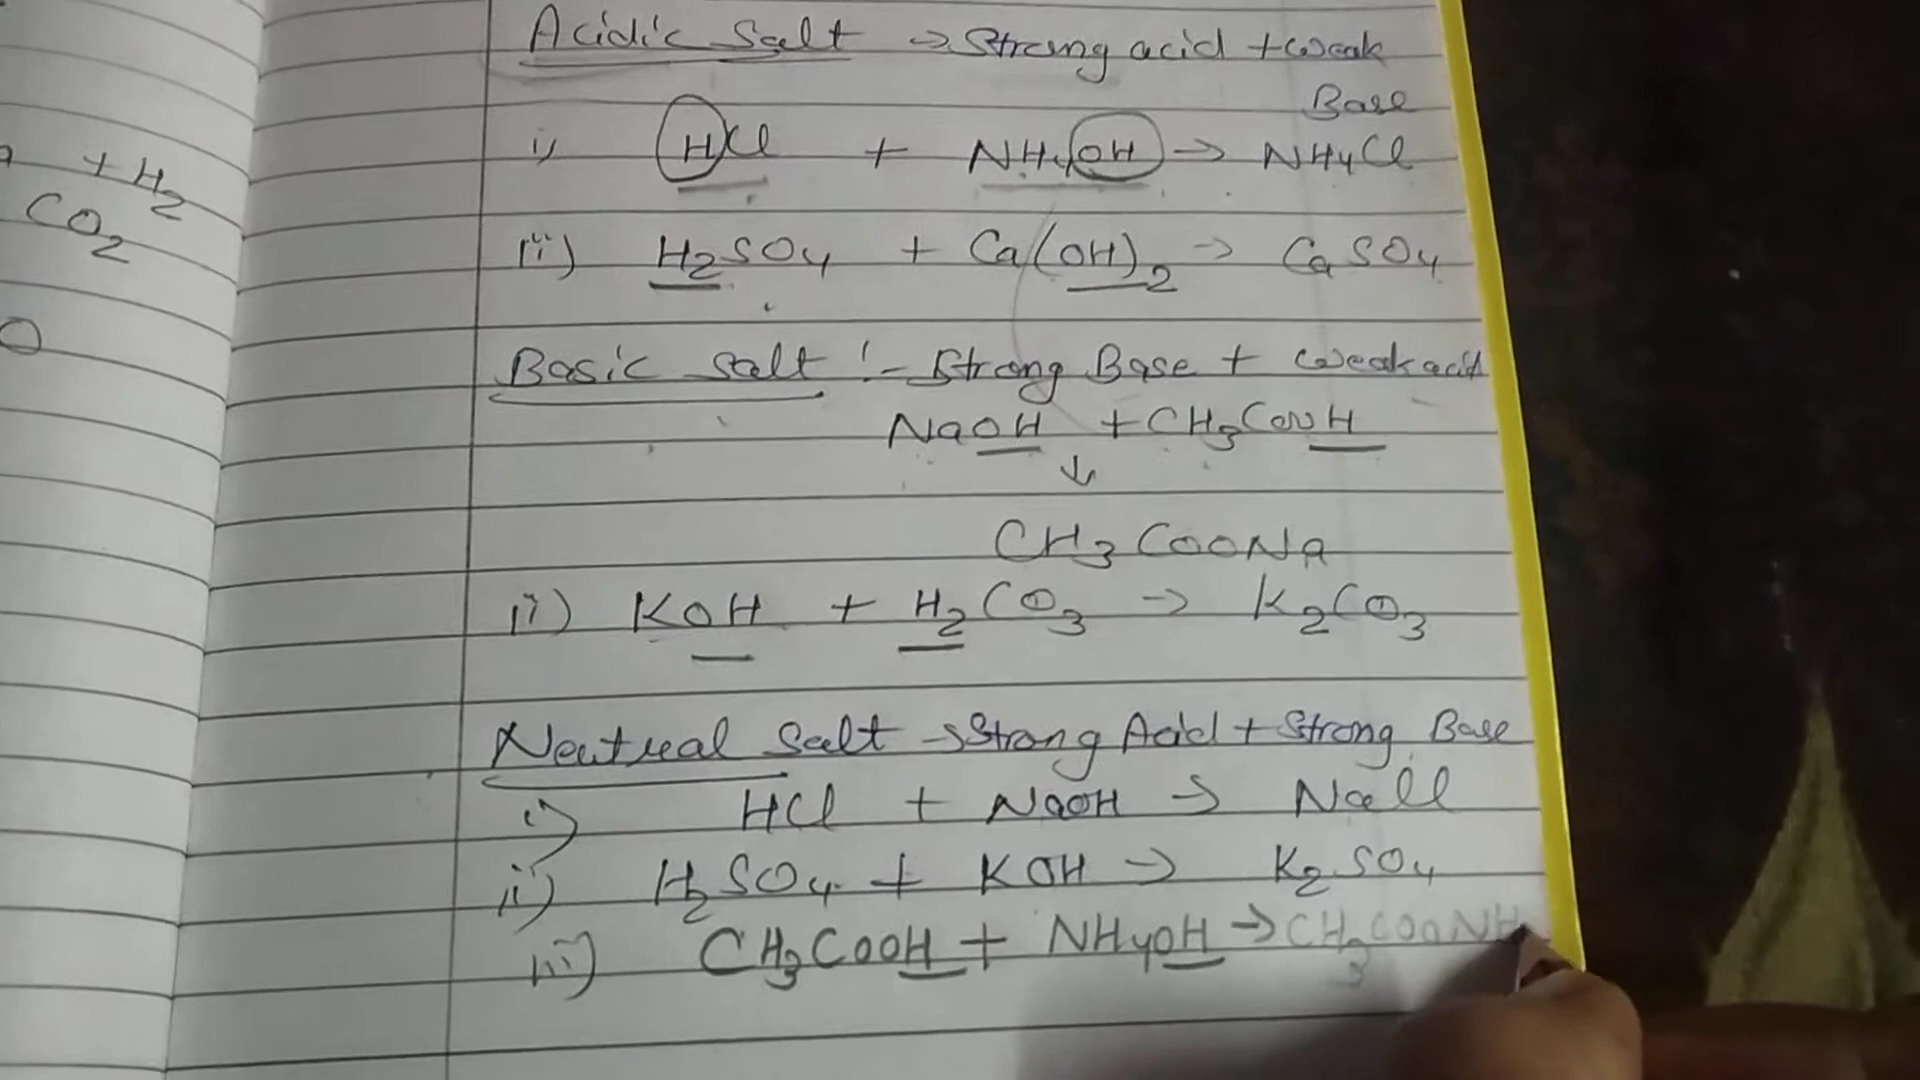 + H2
CO2
O
Acidic Salt → Strong acid + weak
Base
i) HCl + NH4OH → NH4Cl
ii) H2SO4 + Ca(OH)2 → CaSO4
Basic Salt :- Strong Base + weak acid
NaOH + CH3COOH
↓
CH3COONa
ii) KOH + H2CO3 → K2CO3
Neutral Salt → Strong Acid + Strong Base
i) HCl + NaOH → NaCl
ii) H2SO4 + KOH → K2SO4
iii) CH3COOH + NH4OH → CH3COONH